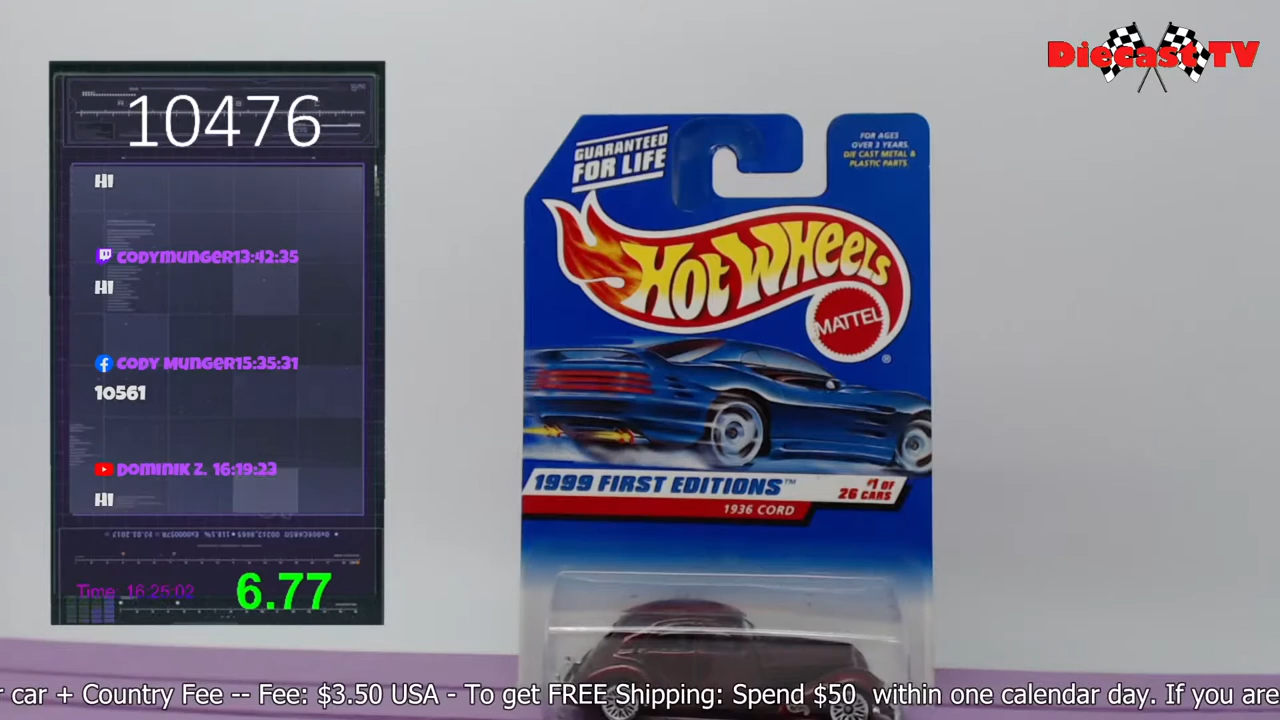 Diecast TV
10476
HI
codymunger13:42:35
HI
Cody Munger15:35:31
10561
Dominik Z. 16:19:23
HI
Time 16:25:02
6.77
GUARANTEED
FOR LIFE
FOR AGES
OVER 3 YEARS.
DIE CAST METAL &
PLASTIC PARTS.
Hot Wheels
MATTEL
®
1999 FIRST EDITIONS™
#1 OF
26 CARS
1936 CORD
r car + Country Fee -- Fee: $3.50 USA - To get FREE Shipping: Spend $50 within one calendar day. If you are